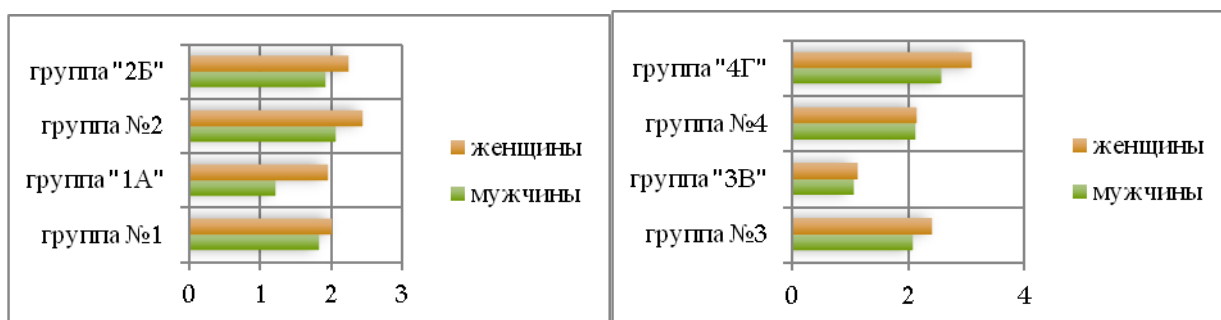 группа "2Б"
группа №2
группа "1А"
группа №1
0 1 2 3
женщины
мужчины
группа "4Г"
группа №4
группа "3В"
группа №3
0 2 4
женщины
мужчины